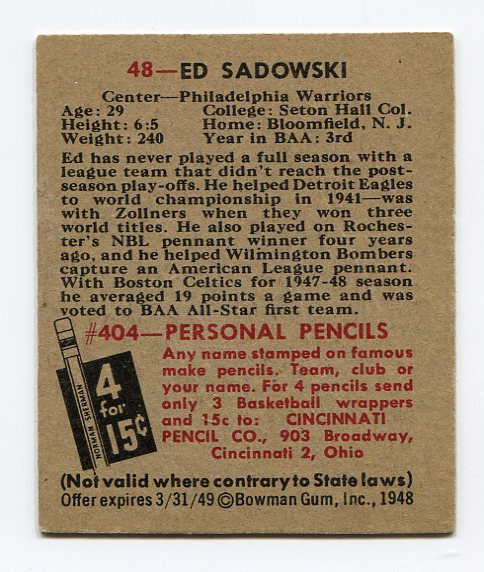 48—ED SADOWSKI
Center—Philadelphia Warriors
Age: 29 College: Seton Hall Col.
Height: 6:5 Home: Bloomfield, N. J.
Weight: 240 Year in BAA: 3rd
Ed has never played a full season with a
league team that didn't reach the post-
season play-offs. He helped Detroit Eagles
to world championship in 1941—was
with Zollners when they won three
world titles. He also played on Roches-
ter's NBL pennant winner four years
ago, and he helped Wilmington Bombers
capture an American League pennant.
With Boston Celtics for 1947-48 season
he averaged 19 points a game and was
voted to BAA All-Star first team.
#404—PERSONAL PENCILS
Any name stamped on famous
make pencils. Team, club or
your name. For 4 pencils send
only 3 Basketball wrappers
and 15c to: CINCINNATI
PENCIL CO., 903 Broadway,
Cincinnati 2, Ohio
NORMAN SHERMAN
4
for
15¢
(Not valid where contrary to State laws)
Offer expires 3/31/49 ©Bowman Gum, Inc., 1948